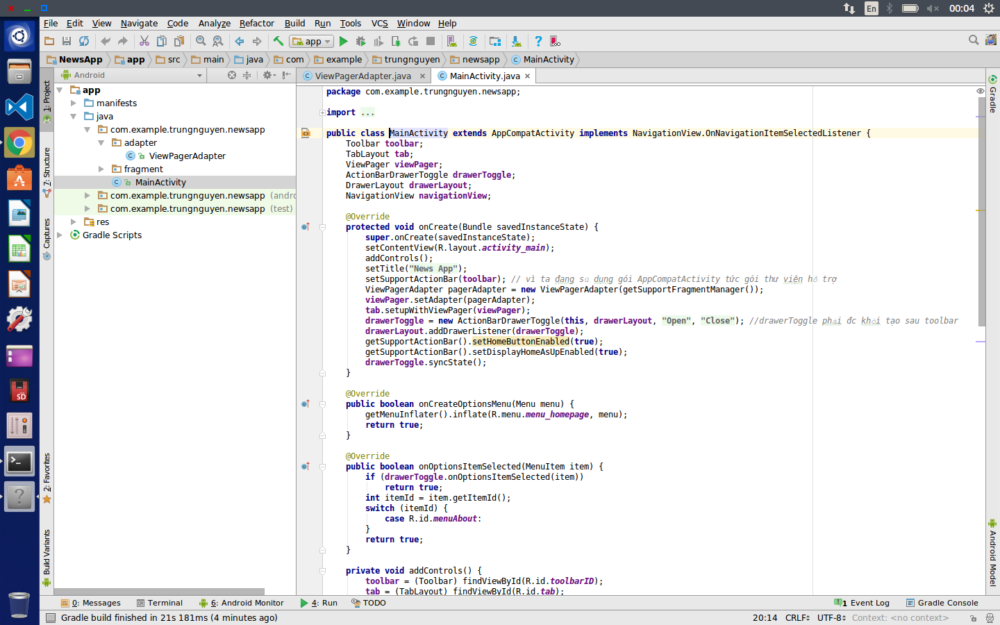 En
00:04
File Edit View Navigate Code Analyze Refactor Build Run Tools VCS Window Help
app
NewsApp app src main java com example trungnguyen newsapp MainActivity
Android
ViewPagerAdapter.java MainActivity.java
1: Project
7: Structure
Captures
2: Favorites
Build Variants
app
manifests
java
com.example.trungnguyen.newsapp
adapter
ViewPagerAdapter
fragment
MainActivity
com.example.trungnguyen.newsapp (andro
com.example.trungnguyen.newsapp (test)
res
Gradle Scripts
package com.example.trungnguyen.newsapp;
import ...
public class MainActivity extends AppCompatActivity implements NavigationView.OnNavigationItemSelectedListener {
Toolbar toolbar;
TabLayout tab;
ViewPager viewPager;
ActionBarDrawerToggle drawerToggle;
DrawerLayout drawerLayout;
NavigationView navigationView;
@Override
protected void onCreate(Bundle savedInstanceState) {
super.onCreate(savedInstanceState);
setContentView(R.layout.activity_main);
addControls();
setTitle("News App");
setSupportActionBar(toolbar); // vì ta đang sử dụng gói AppCompatActivity tức gói thư viện hỗ trợ
ViewPagerAdapter pagerAdapter = new ViewPagerAdapter(getSupportFragmentManager());
viewPager.setAdapter(pagerAdapter);
tab.setupWithViewPager(viewPager);
drawerToggle = new ActionBarDrawerToggle(this, drawerLayout, "Open", "Close"); //drawerToggle phải đc khởi tạo sau toolbar
drawerLayout.addDrawerListener(drawerToggle);
getSupportActionBar().setHomeButtonEnabled(true);
getSupportActionBar().setDisplayHomeAsUpEnabled(true);
drawerToggle.syncState();
}
@Override
public boolean onCreateOptionsMenu(Menu menu) {
getMenuInflater().inflate(R.menu.menu_homepage, menu);
return true;
}
@Override
public boolean onOptionsItemSelected(MenuItem item) {
if (drawerToggle.onOptionsItemSelected(item))
return true;
int itemId = item.getItemId();
switch (itemId) {
case R.id.menuAbout:
}
return true;
}
private void addControls() {
toolbar = (Toolbar) findViewById(R.id.toolbarID);
tab = (TabLayout) findViewById(R.id.tab);
Gradle
Android Model
0: Messages Terminal 6: Android Monitor 4: Run TODO 1 Event Log Gradle Console
Gradle build finished in 21s 181ms (4 minutes ago) 20:14 CRLF UTF-8 Context: <no context>
SD